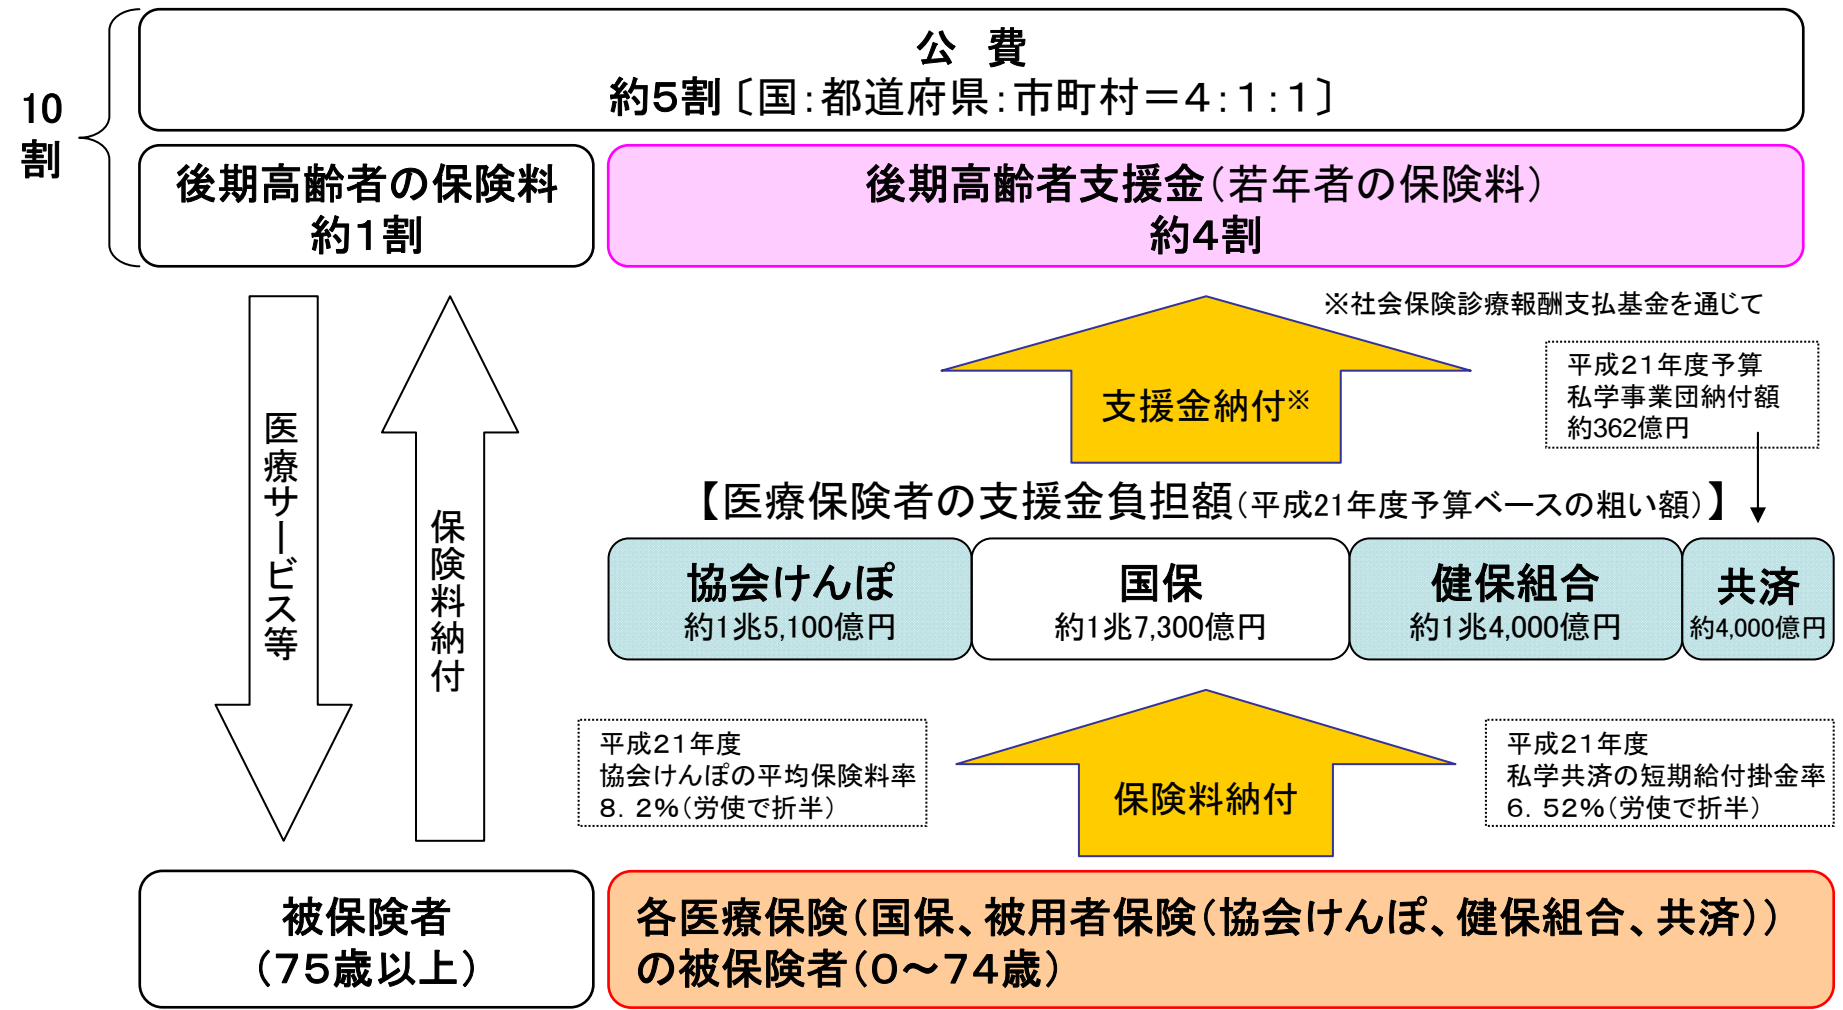 10
割
公　費
約5割〔国：都道府県：市町村＝4：1：1〕
後期高齢者の保険料
約1割
後期高齢者支援金（若年者の保険料）
約4割
※社会保険診療報酬支払基金を通じて
平成21年度予算
私学事業団納付額
約362億円
支援金納付※
医療サービス等
保険料納付
【医療保険者の支援金負担額（平成21年度予算ベースの粗い額）】
協会けんぽ
約1兆5,100億円
国保
約1兆7,300億円
健保組合
約1兆4,000億円
共済
約4,000億円
平成21年度
協会けんぽの平均保険料率
8．2％（労使で折半）
保険料納付
平成21年度
私学共済の短期給付掛金率
6．52％（労使で折半）
被保険者
（75歳以上）
各医療保険（国保、被用者保険（協会けんぽ、健保組合、共済））
の被保険者（0～74歳）